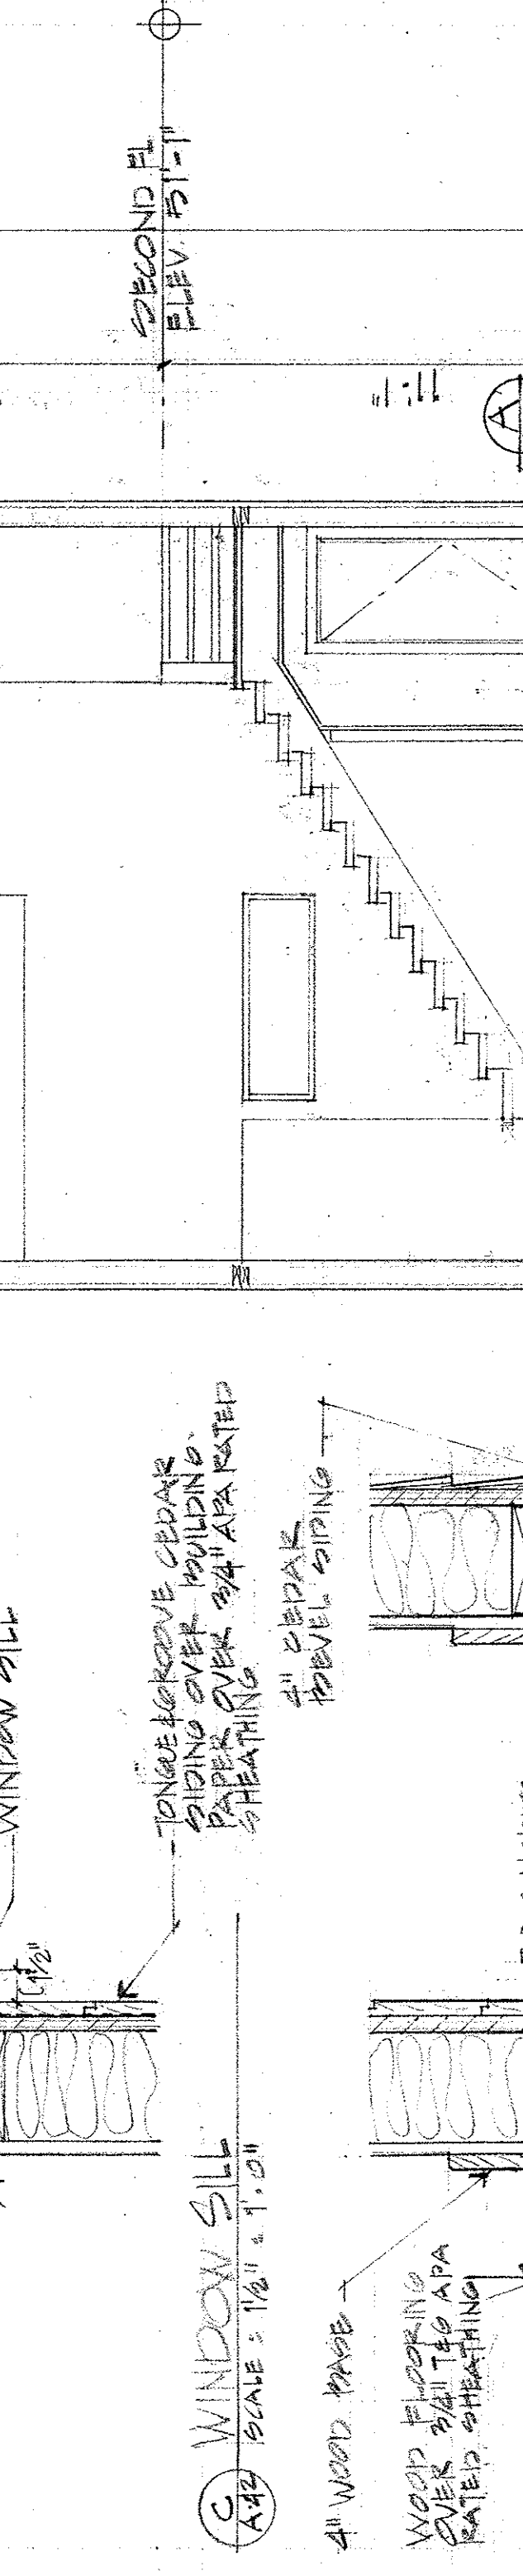 SECOND FL
ELEV. 51'-1"
A
WINDOW SILL
1 1/2"
TONGUE & GROOVE CEDAR
SIDING OVER BUILDING
PAPER OVER 3/4" APA RATED
SHEATHING
4" CEDAR
BEVEL SIDING
C
A.42
WINDOW SILL
SCALE : 1 1/2" = 1'.0"
4" WOOD BASE
WOOD FLOORING
OVER 3/4" T&G APA
RATED SHEATHING